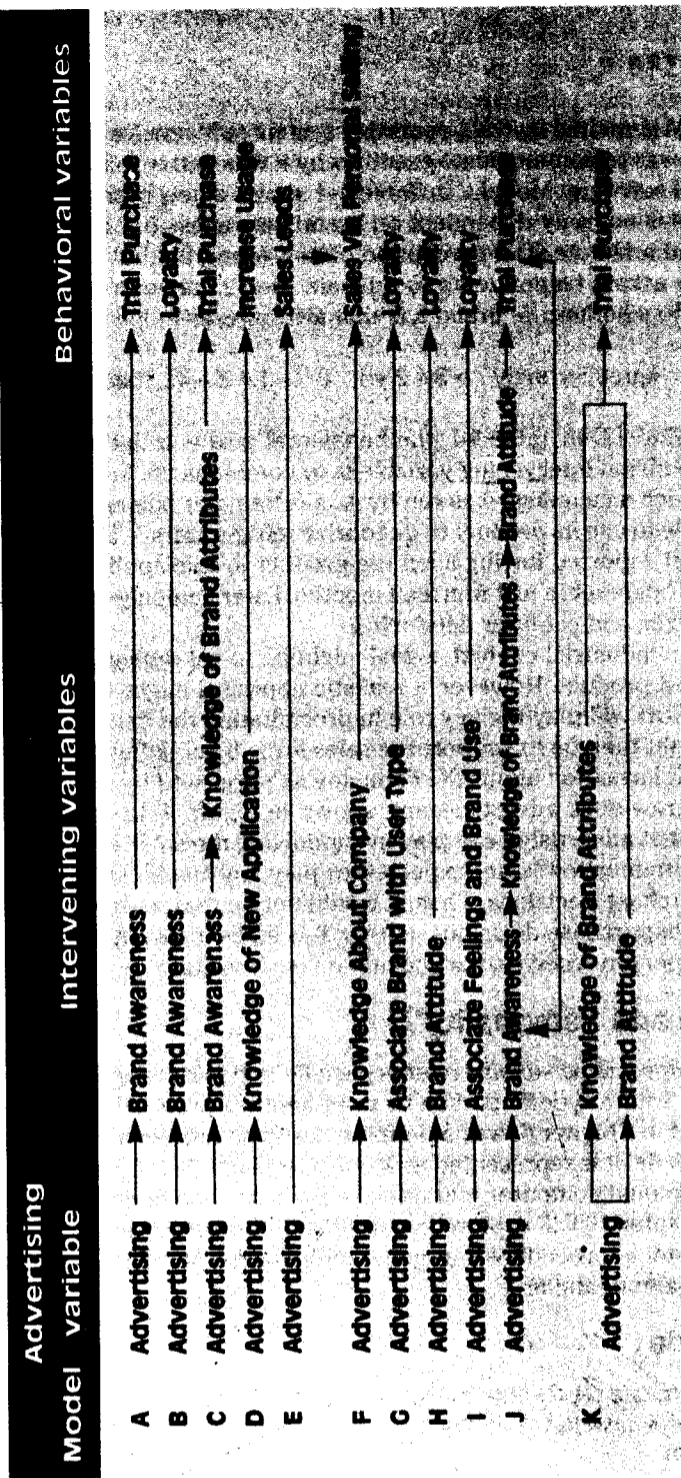 Advertising
Model variable Intervening variables Behavioral variables
A Advertising Brand Awareness Trial Purchace
B Advertising Brand Awareness Loyalty
C Advertising Brand Awareness Knowledge of Brand Attributes Trial Purchase
D Advertising Knowledge of New Application Increase Usage
E Advertising Sales Leads
F Advertising Knowledge About Company Sales Via Personal Selling
G Advertising Associate Brand with User Type Loyalty
H Advertising Brand Attitude Loyalty
I Advertising Associate Feelings and Brand Use Loyalty
J Advertising Brand Awareness Knowledge of Brand Attributes Brand Attitude Trial Purchase
K Advertising Knowledge of Brand Attributes Trial Purchase
Brand Attitude